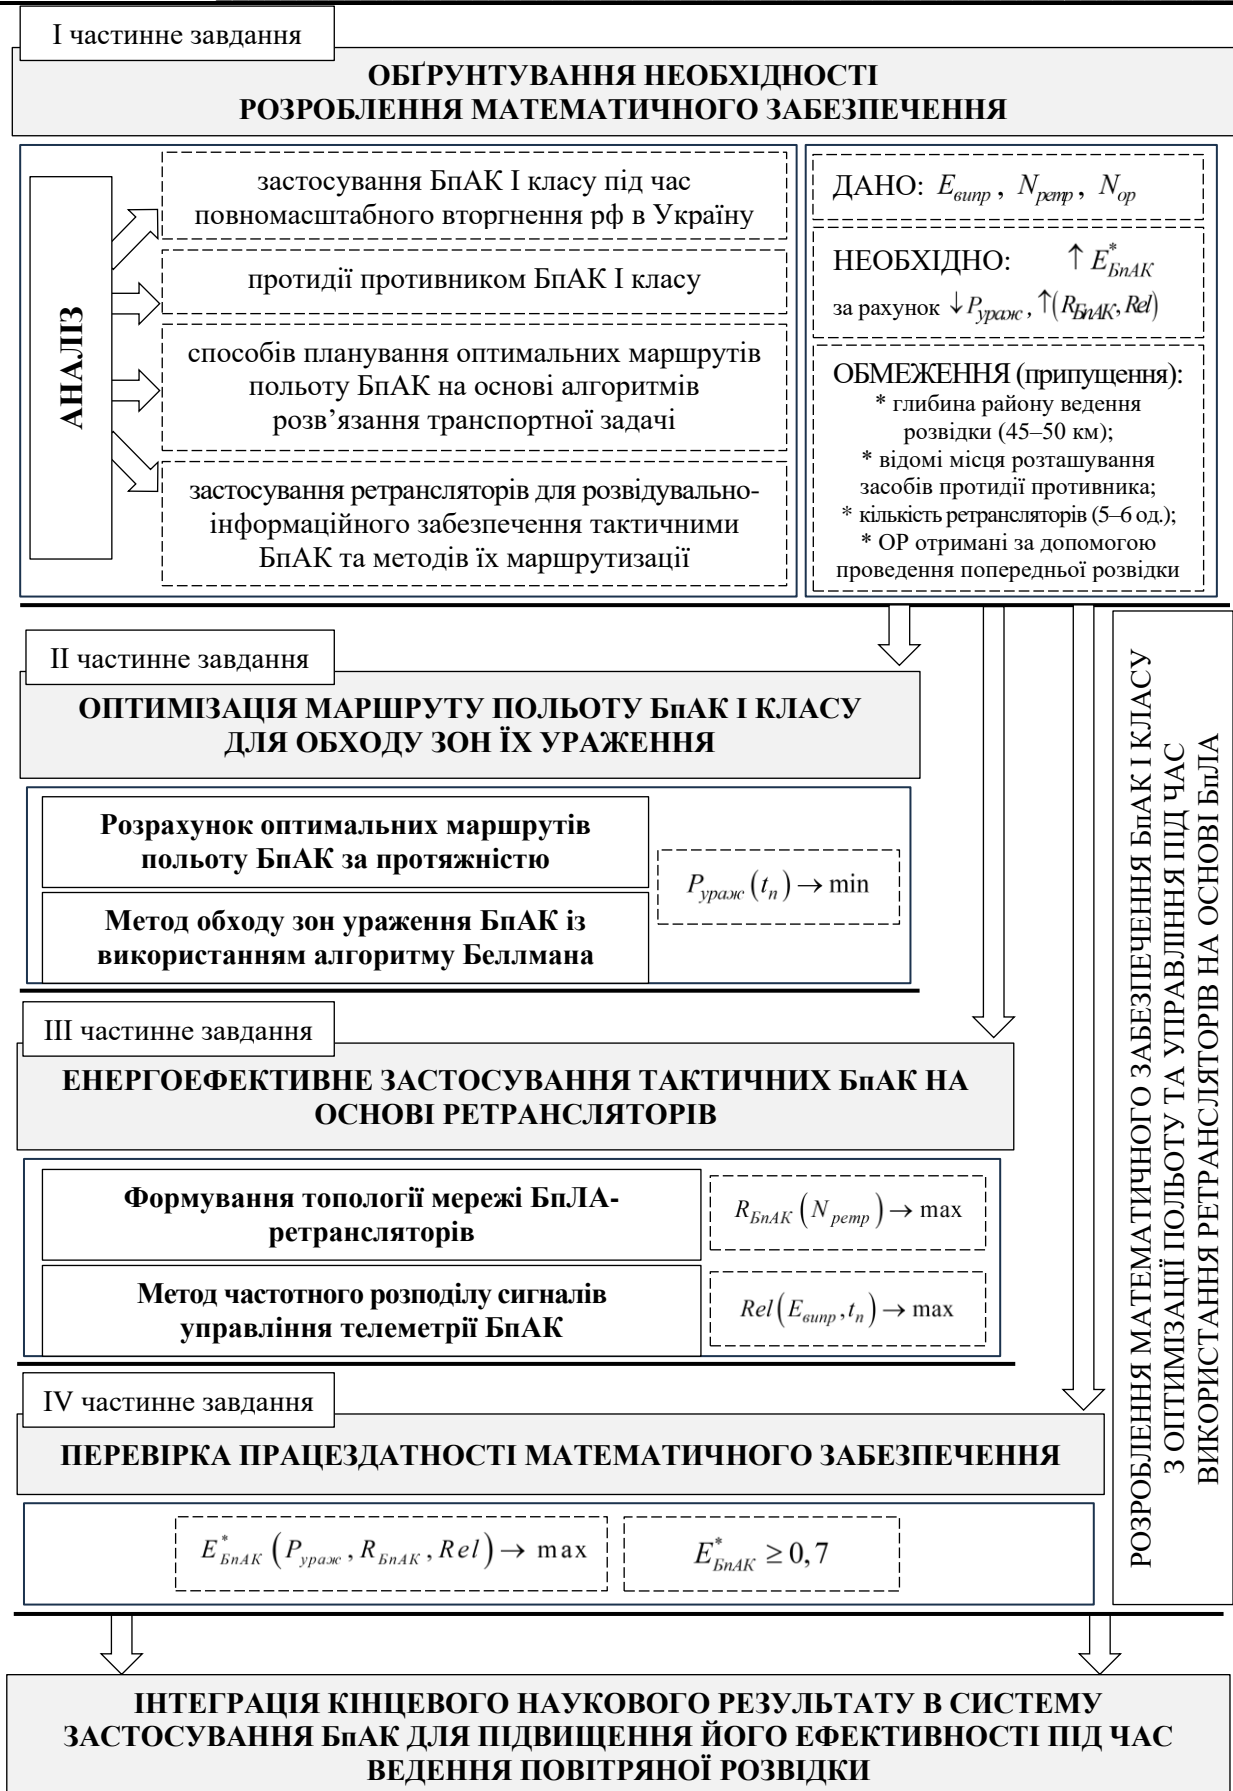 І частинне завдання
ОБҐРУНТУВАННЯ НЕОБХІДНОСТІ
РОЗРОБЛЕННЯ МАТЕМАТИЧНОГО ЗАБЕЗПЕЧЕННЯ
АНАЛІЗ
застосування БпАК І класу під час
повномасштабного вторгнення рф в Україну
протидії противником БпАК І класу
способів планування оптимальних маршрутів
польоту БпАК на основі алгоритмів
розв’язання транспортної задачі
застосування ретрансляторів для розвідувально-
інформаційного забезпечення тактичними
БпАК та методів їх маршрутизації
ДАНО: E_випр , N_ретр , N_ор
НЕОБХІДНО: ↑ E*_БпАК
за рахунок ↓P_ураж, ↑(R_БпАК, Rel)
ОБМЕЖЕННЯ (припущення):
* глибина району ведення
розвідки (45–50 км);
* відомі місця розташування
засобів протидії противника;
* кількість ретрансляторів (5–6 од.);
* ОР отримані за допомогою
проведення попередньої розвідки
ІІ частинне завдання
ОПТИМІЗАЦІЯ МАРШРУТУ ПОЛЬОТУ БпАК І КЛАСУ
ДЛЯ ОБХОДУ ЗОН ЇХ УРАЖЕННЯ
Розрахунок оптимальних маршрутів
польоту БпАК за протяжністю
Метод обходу зон ураження БпАК із
використанням алгоритму Беллмана
P_ураж (t_п) → min
ІІІ частинне завдання
ЕНЕРГОЕФЕКТИВНЕ ЗАСТОСУВАННЯ ТАКТИЧНИХ БпАК НА
ОСНОВІ РЕТРАНСЛЯТОРІВ
Формування топології мережі БпЛА-
ретрансляторів
R_БпАК (N_ретр) → max
Метод частотного розподілу сигналів
управління телеметрії БпАК
Rel(E_випр, t_п) → max
IV частинне завдання
ПЕРЕВІРКА ПРАЦЕЗДАТНОСТІ МАТЕМАТИЧНОГО ЗАБЕЗПЕЧЕННЯ
E*_БпАК (P_ураж, R_БпАК, Rel) → max
E*_БпАК ≥ 0,7
РОЗРОБЛЕННЯ МАТЕМАТИЧНОГО ЗАБЕЗПЕЧЕННЯ БпАК І КЛАСУ
З ОПТИМІЗАЦІЇ ПОЛЬОТУ ТА УПРАВЛІННЯ ПІД ЧАС
ВИКОРИСТАННЯ РЕТРАНСЛЯТОРІВ НА ОСНОВІ БпЛА
ІНТЕГРАЦІЯ КІНЦЕВОГО НАУКОВОГО РЕЗУЛЬТАТУ В СИСТЕМУ
ЗАСТОСУВАННЯ БпАК ДЛЯ ПІДВИЩЕННЯ ЙОГО ЕФЕКТИВНОСТІ ПІД ЧАС
ВЕДЕННЯ ПОВІТРЯНОЇ РОЗВІДКИ